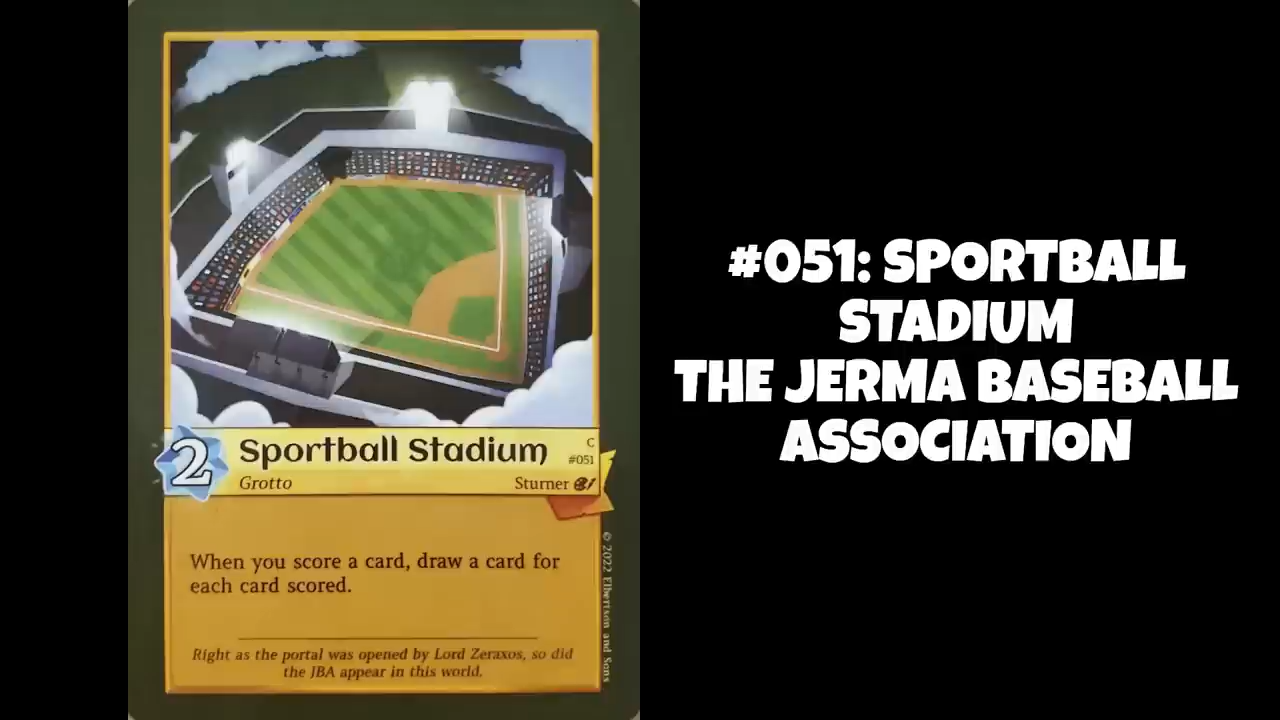 2
Sportball Stadium
C
#051
Grotto
Sturner
When you score a card, draw a card for
each card scored.
Right as the portal was opened by Lord Zeraxos, so did
the JBA appear in this world.
© 2022 Elbertson and Sons
#051: SPORTBALL
STADIUM
THE JERMA BASEBALL
ASSOCIATION